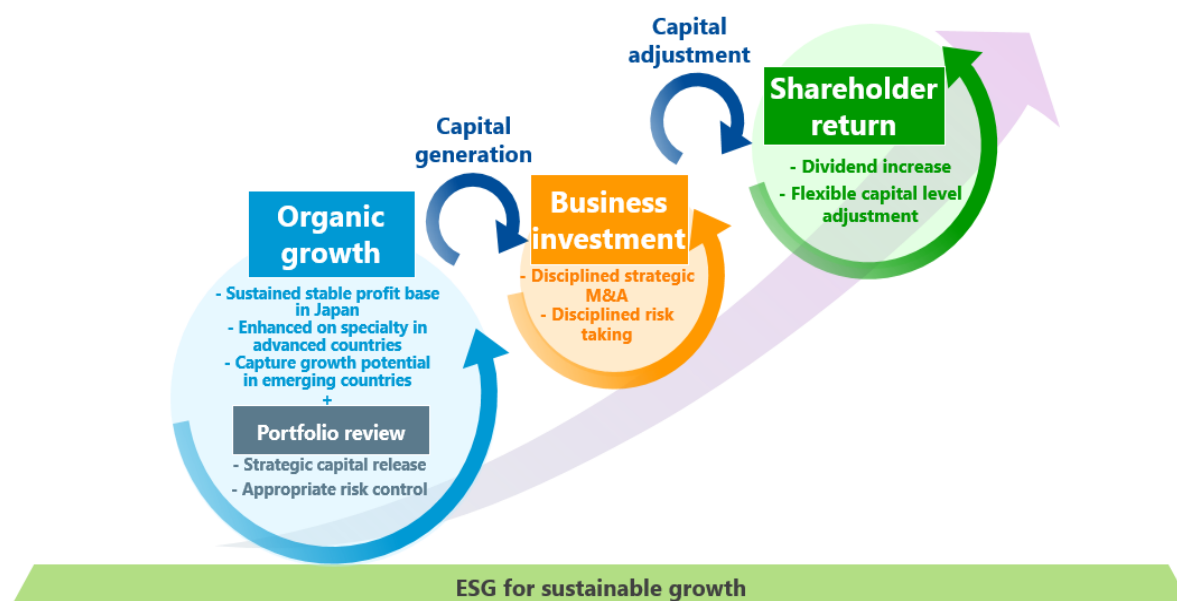 Capital
adjustment
Shareholder
return
- Dividend increase
- Flexible capital level
adjustment
Capital
generation
Business
investment
- Disciplined strategic
M&A
- Disciplined risk
taking
Organic
growth
- Sustained stable profit base
in Japan
- Enhanced on specialty in
advanced countries
- Capture growth potential
in emerging countries
+
Portfolio review
- Strategic capital release
- Appropriate risk control
ESG for sustainable growth